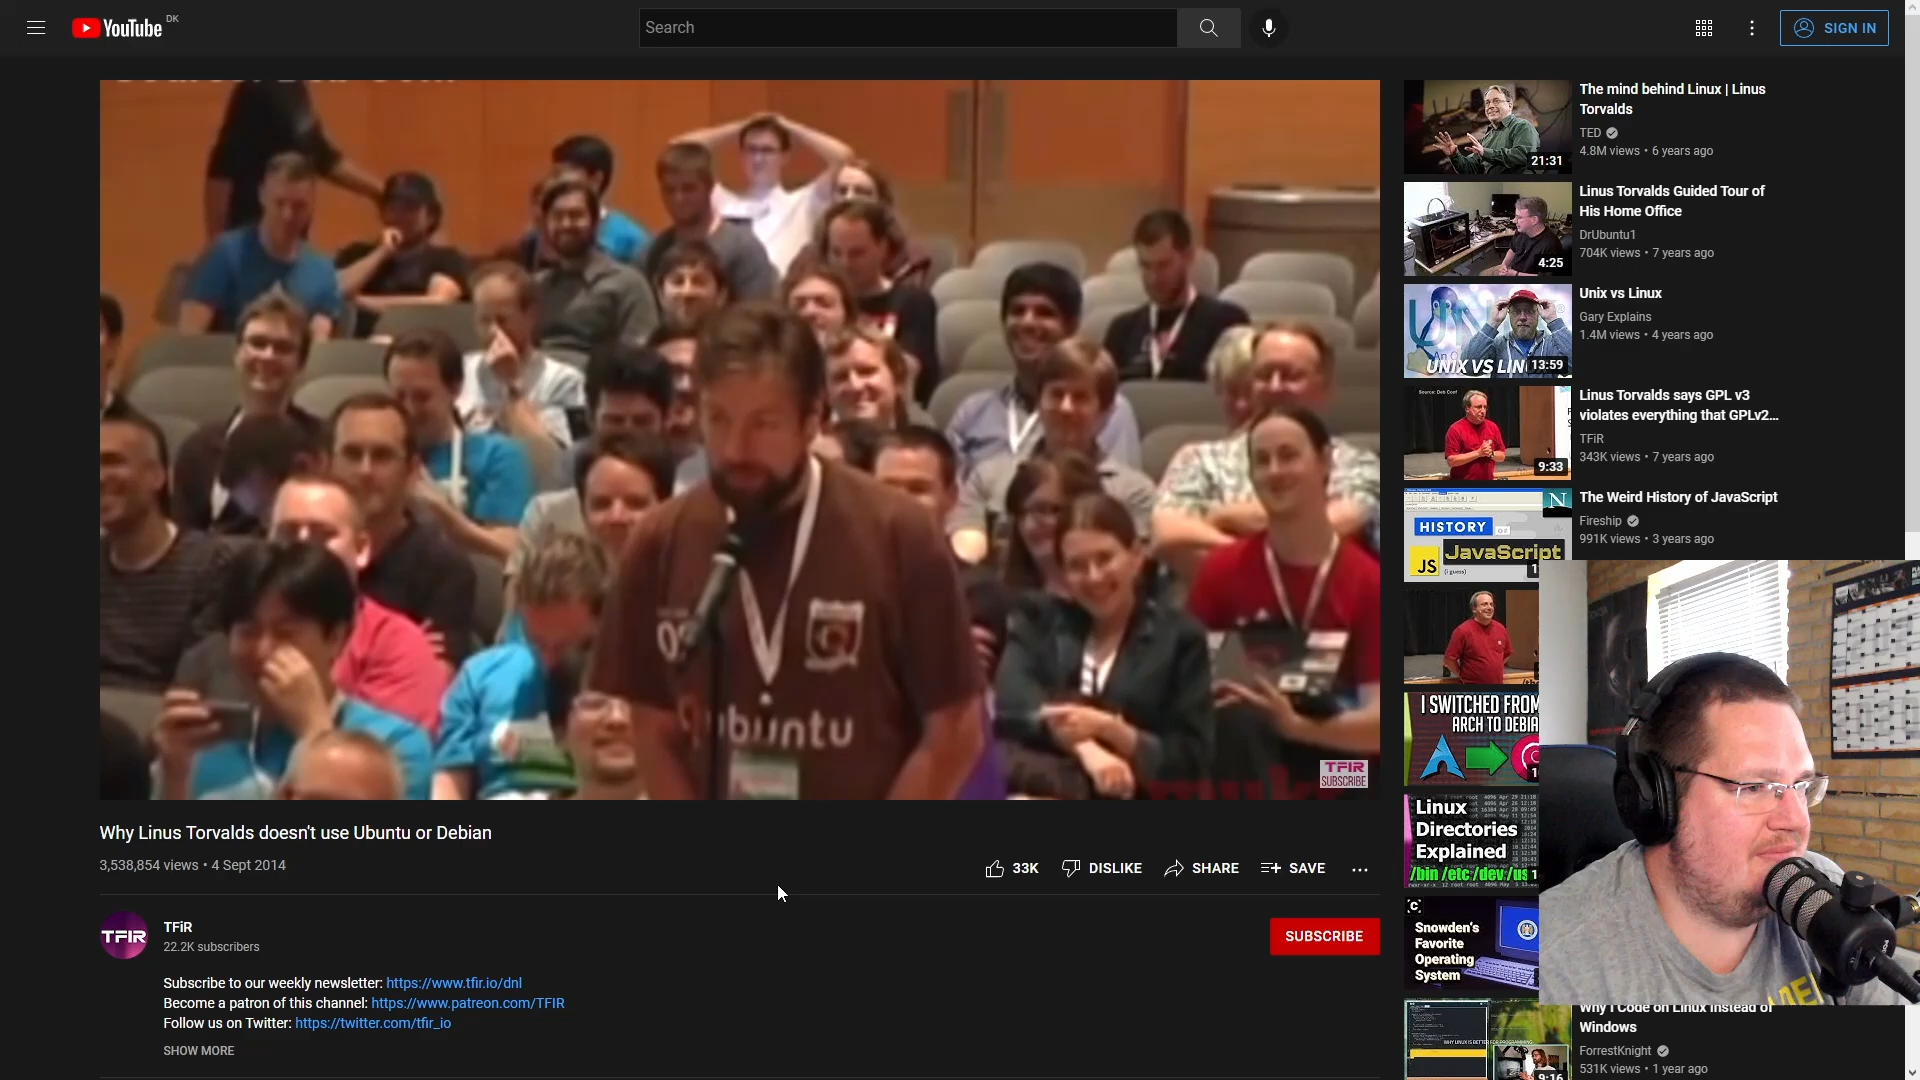 YouTube DK
Search
SIGN IN
ubuntu
TFIR
SUBSCRIBE
Why Linus Torvalds doesn't use Ubuntu or Debian
3,538,854 views • 4 Sept 2014
33K
DISLIKE
SHARE
SAVE
TFIR
TFiR
22.2K subscribers
SUBSCRIBE
Subscribe to our weekly newsletter: https://www.tfir.io/dnl
Become a patron of this channel: https://www.patreon.com/TFIR
Follow us on Twitter: https://twitter.com/tfir_io
SHOW MORE
21:31
The mind behind Linux | Linus
Torvalds
TED
4.8M views • 6 years ago
4:25
Linus Torvalds Guided Tour of
His Home Office
DrUbuntu1
704K views • 7 years ago
UNIX VS LIN
13:59
Unix vs Linux
Gary Explains
1.4M views • 4 years ago
Source: Deb Conf
9:33
Linus Torvalds says GPL v3
violates everything that GPLv2...
TFiR
343K views • 7 years ago
N
HISTORY OF
JavaScript
JS
(i guess)
The Weird History of JavaScript
Fireship
991K views • 3 years ago
I SWITCHED FROM
ARCH TO DEBIA
Linux
Directories
Explained
/bin /etc /dev /us
Snowden's
Favorite
Operating
System
9:16
Why I Code on Linux instead of
Windows
ForrestKnight
531K views • 1 year ago